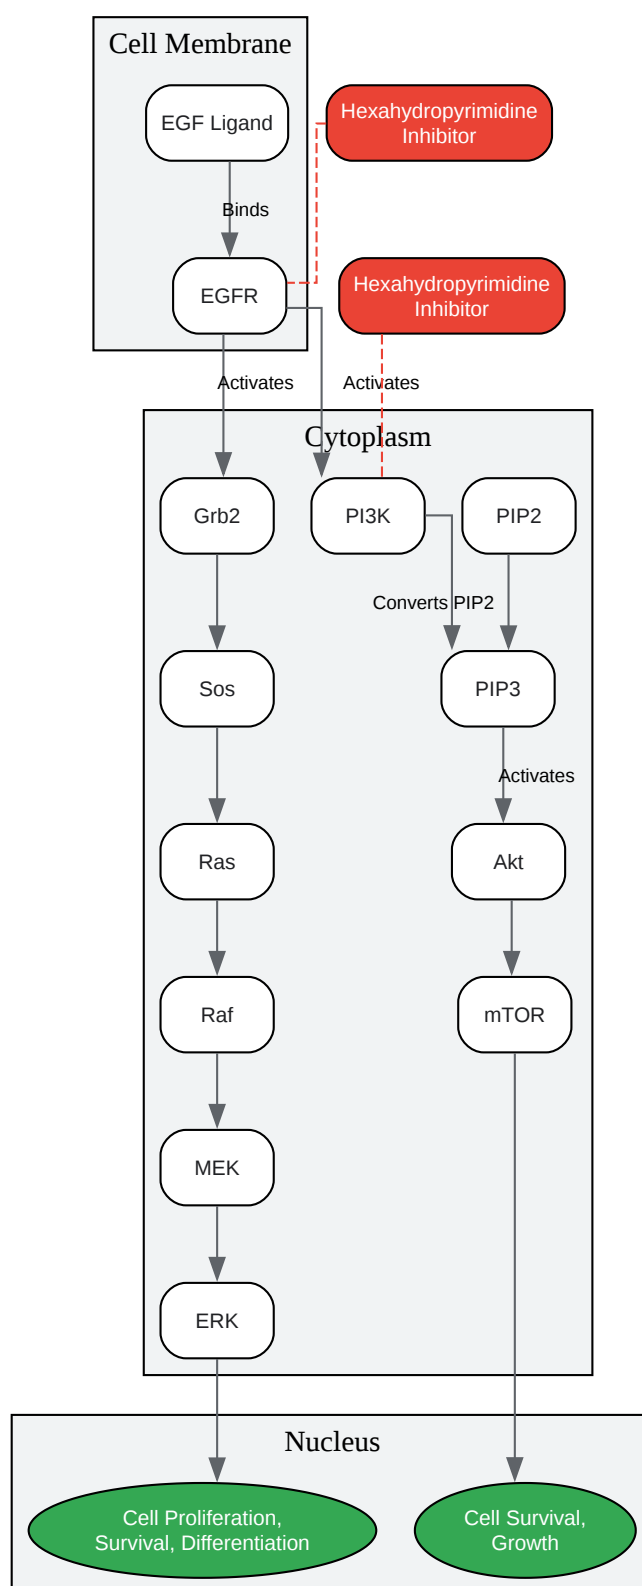 Cell Membrane
EGF Ligand
Hexahydropyrimidine
Inhibitor
Binds
EGFR
Hexahydropyrimidine
Inhibitor
Activates
Activates
Cytoplasm
Grb2
PI3K
PIP2
Converts PIP2
Sos
PIP3
Activates
Ras
Akt
Raf
mTOR
MEK
ERK
Nucleus
Cell Proliferation,
Survival, Differentiation
Cell Survival,
Growth